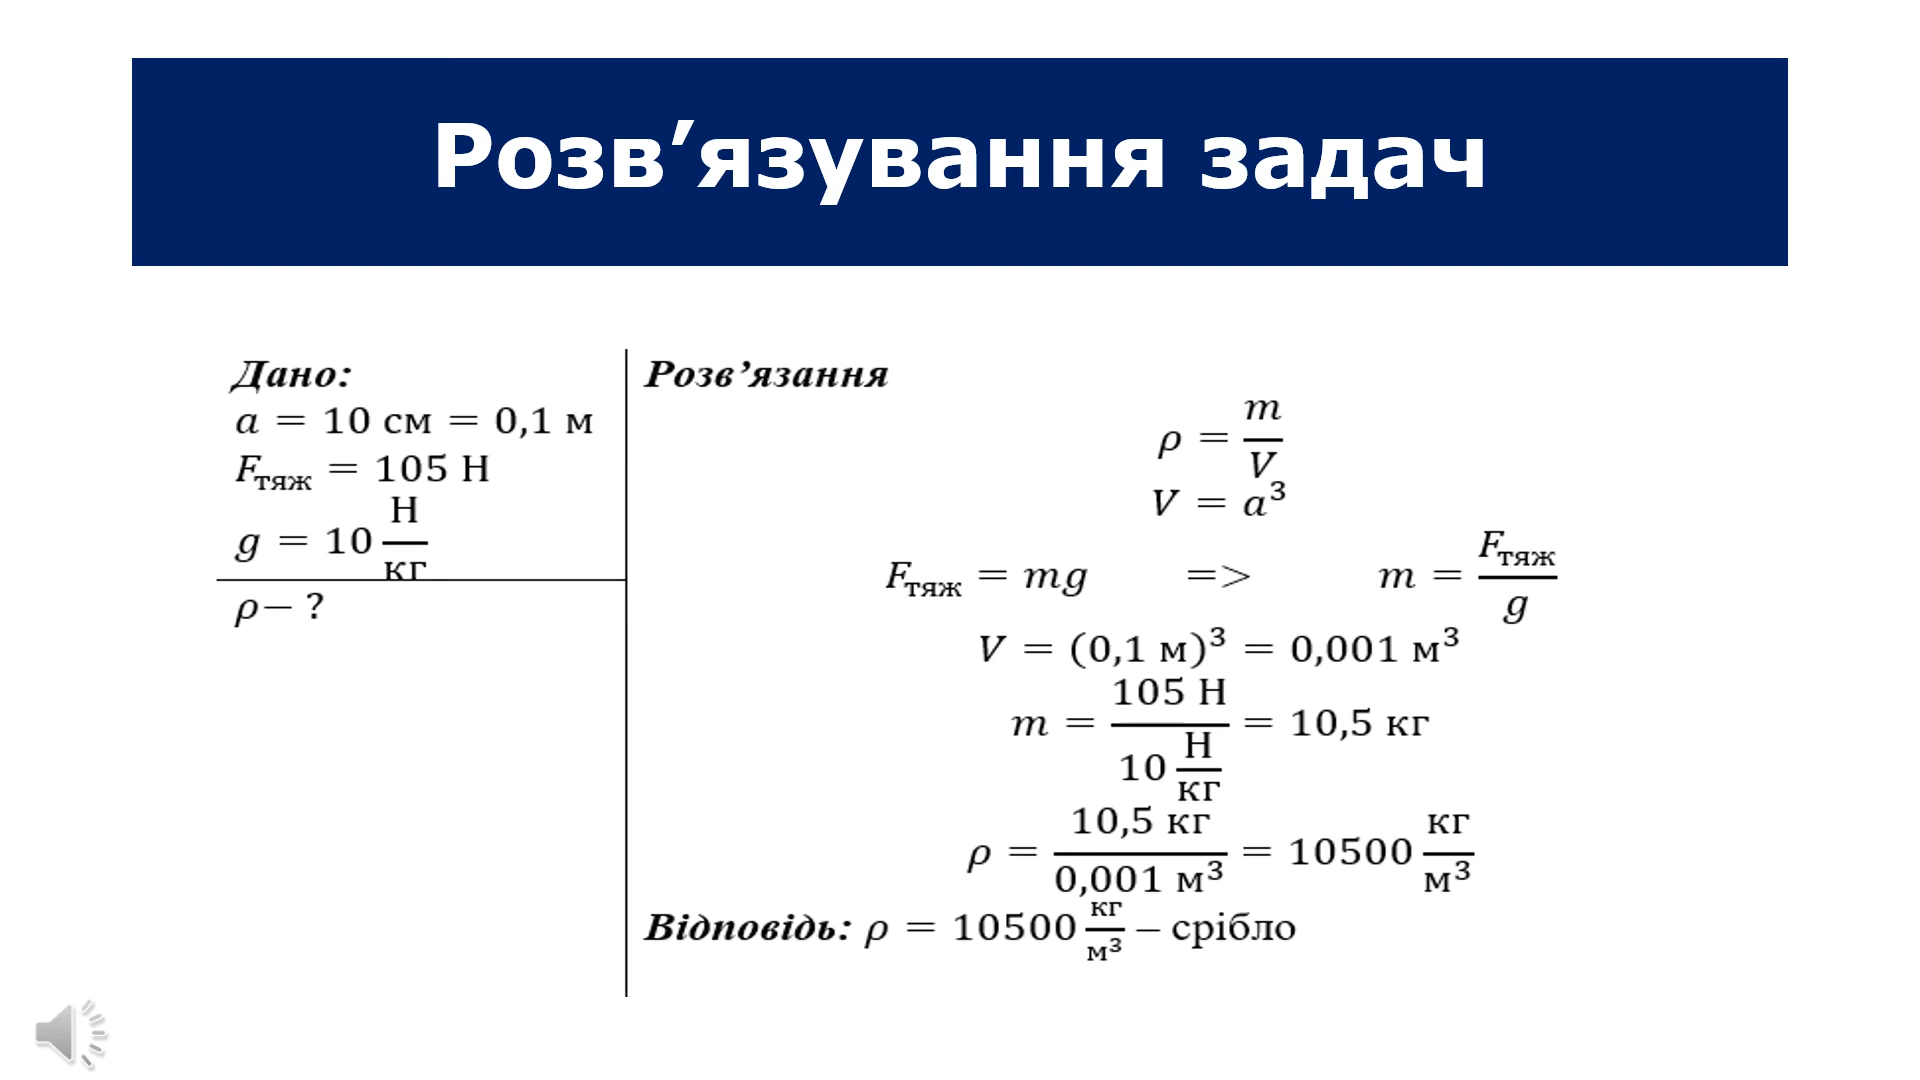 Розв’язування задач
Дано:
a = 10 см = 0,1 м
Fтяж = 105 Н
g = 10 Н/кг
ρ− ?
Розв’язання
ρ = m/V
V = a³
Fтяж = mg => m = Fтяж/g
V = (0,1 м)³ = 0,001 м³
m = 105 Н/10 Н/кг = 10,5 кг
ρ = 10,5 кг/0,001 м³ = 10500 кг/м³
Відповідь: ρ = 10500 кг/м³ – срібло